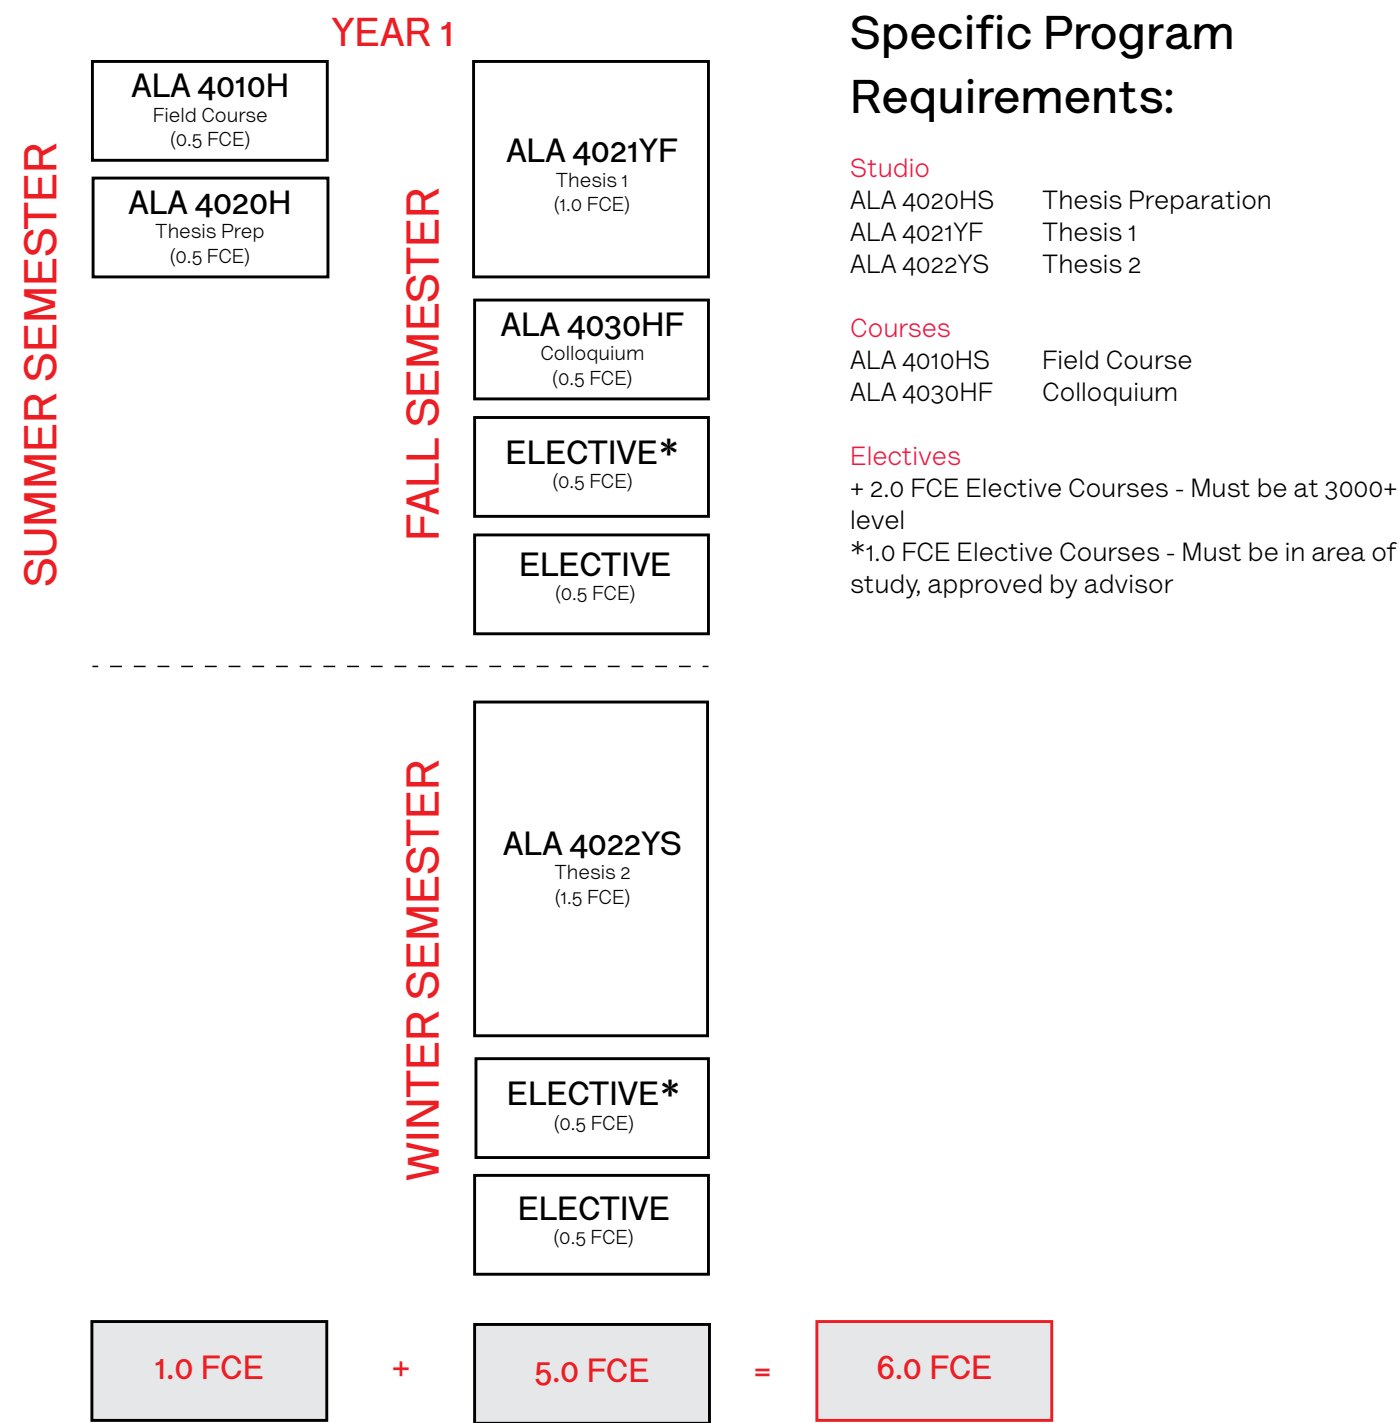 YEAR 1
SUMMER SEMESTER
ALA 4010H
Field Course
(0.5 FCE)
ALA 4020H
Thesis Prep
(0.5 FCE)
FALL SEMESTER
ALA 4021YF
Thesis 1
(1.0 FCE)
ALA 4030HF
Colloquium
(0.5 FCE)
ELECTIVE*
(0.5 FCE)
ELECTIVE
(0.5 FCE)
WINTER SEMESTER
ALA 4022YS
Thesis 2
(1.5 FCE)
ELECTIVE*
(0.5 FCE)
ELECTIVE
(0.5 FCE)
1.0 FCE + 5.0 FCE = 6.0 FCE
Specific Program
Requirements:
Studio
ALA 4020HS Thesis Preparation
ALA 4021YF Thesis 1
ALA 4022YS Thesis 2
Courses
ALA 4010HS Field Course
ALA 4030HF Colloquium
Electives
+ 2.0 FCE Elective Courses - Must be at 3000+
level
*1.0 FCE Elective Courses - Must be in area of
study, approved by advisor